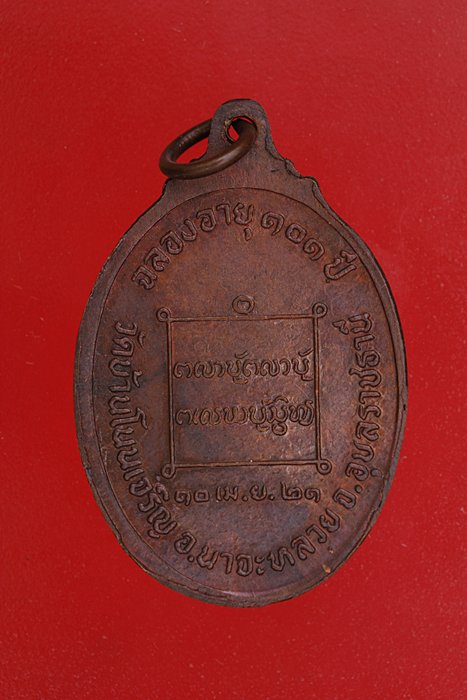 ฉลองอายุ ๑๐๑ ปี
๑๐ เม.ย. ๒๑
วัดบ้านโนนเจริญ อ.นาจะหลวย จ.อุบลราชธานี